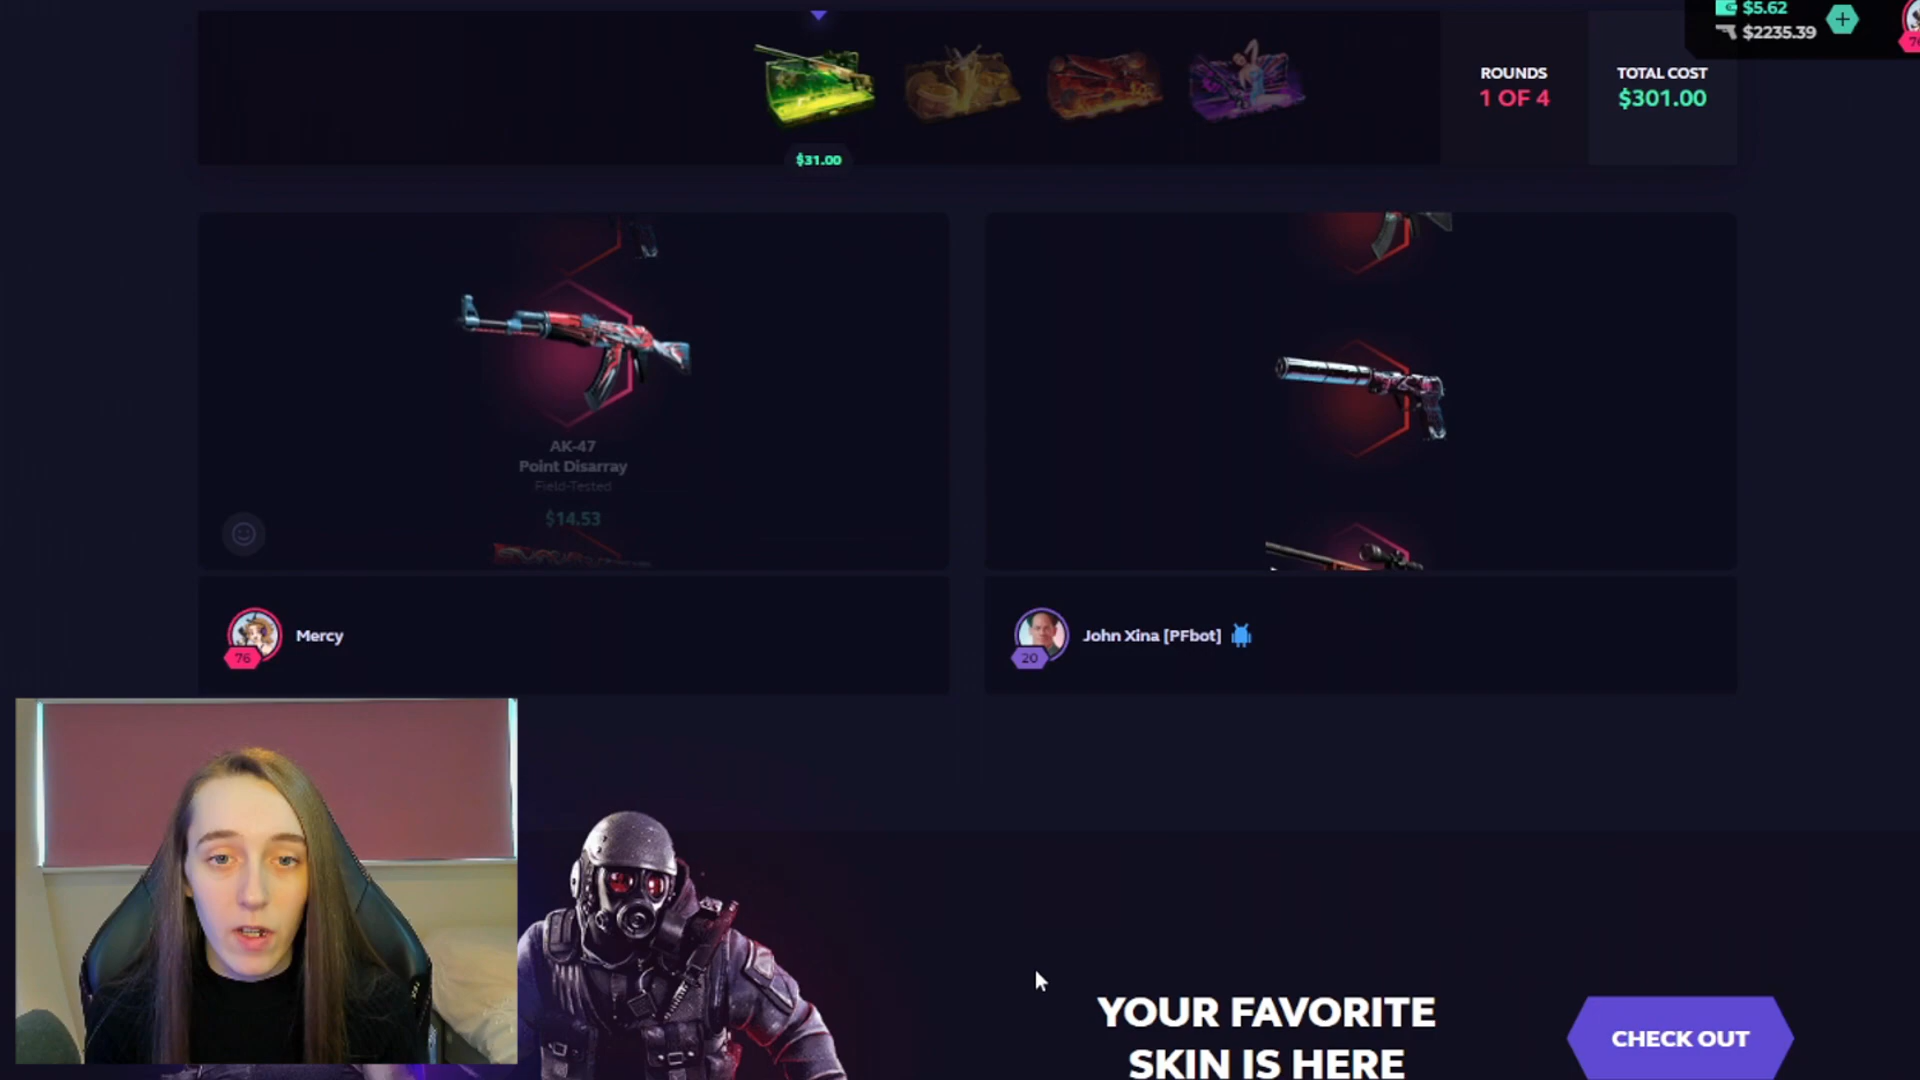 $5.62
$2235.39
ROUNDS
1 OF 4
TOTAL COST
$301.00
$31.00
AK-47
Point Disarray
Field-Tested
$14.53
Mercy
76
John Xina [PFbot]
20
YOUR FAVORITE
SKIN IS HERE
CHECK OUT